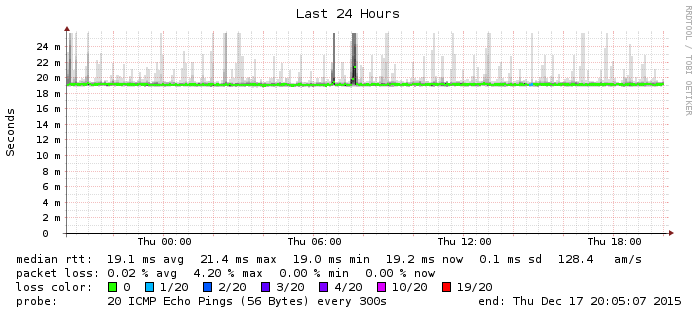 Last 24 Hours
RRDTOOL / TOBI OETIKER
Seconds
24 m
22 m
20 m
18 m
16 m
14 m
12 m
10 m
8 m
6 m
4 m
2 m
0
Thu 00:00 Thu 06:00 Thu 12:00 Thu 18:00
median rtt: 19.1 ms avg 21.4 ms max 19.0 ms min 19.2 ms now 0.1 ms sd 128.4 am/s
packet loss: 0.02 % avg 4.20 % max 0.00 % min 0.00 % now
loss color: 0 1/20 2/20 3/20 4/20 10/20 19/20
probe: 20 ICMP Echo Pings (56 Bytes) every 300s end: Thu Dec 17 20:05:07 2015